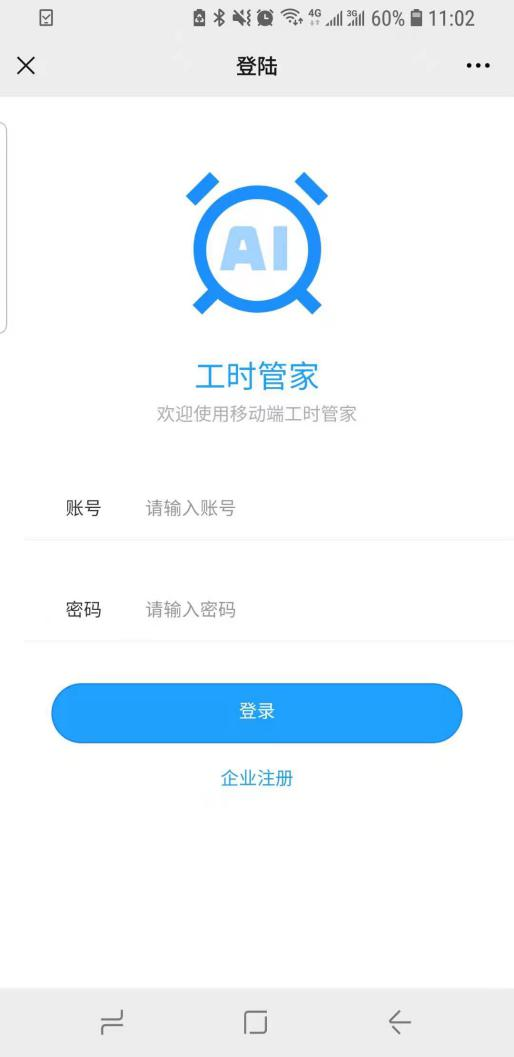 4G 3G 60% 11:02
登陆
AI
工时管家
欢迎使用移动端工时管家
账号 请输入账号
密码 请输入密码
登录
企业注册